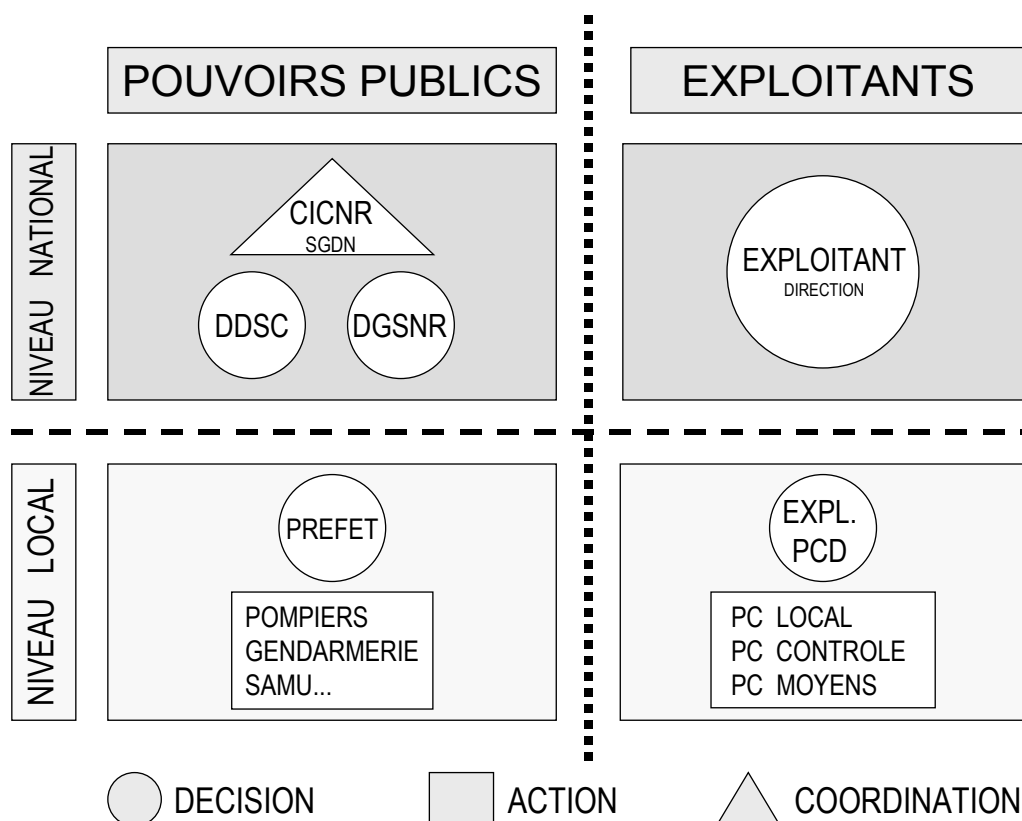 POUVOIRS PUBLICS
EXPLOITANTS
NIVEAU NATIONAL
CICNR
SGDN
DDSC
DGSNR
EXPLOITANT
DIRECTION
NIVEAU LOCAL
PREFET
POMPIERS
GENDARMERIE
SAMU...
EXPL.
PCD
PC LOCAL
PC CONTROLE
PC MOYENS
DECISION
ACTION
COORDINATION